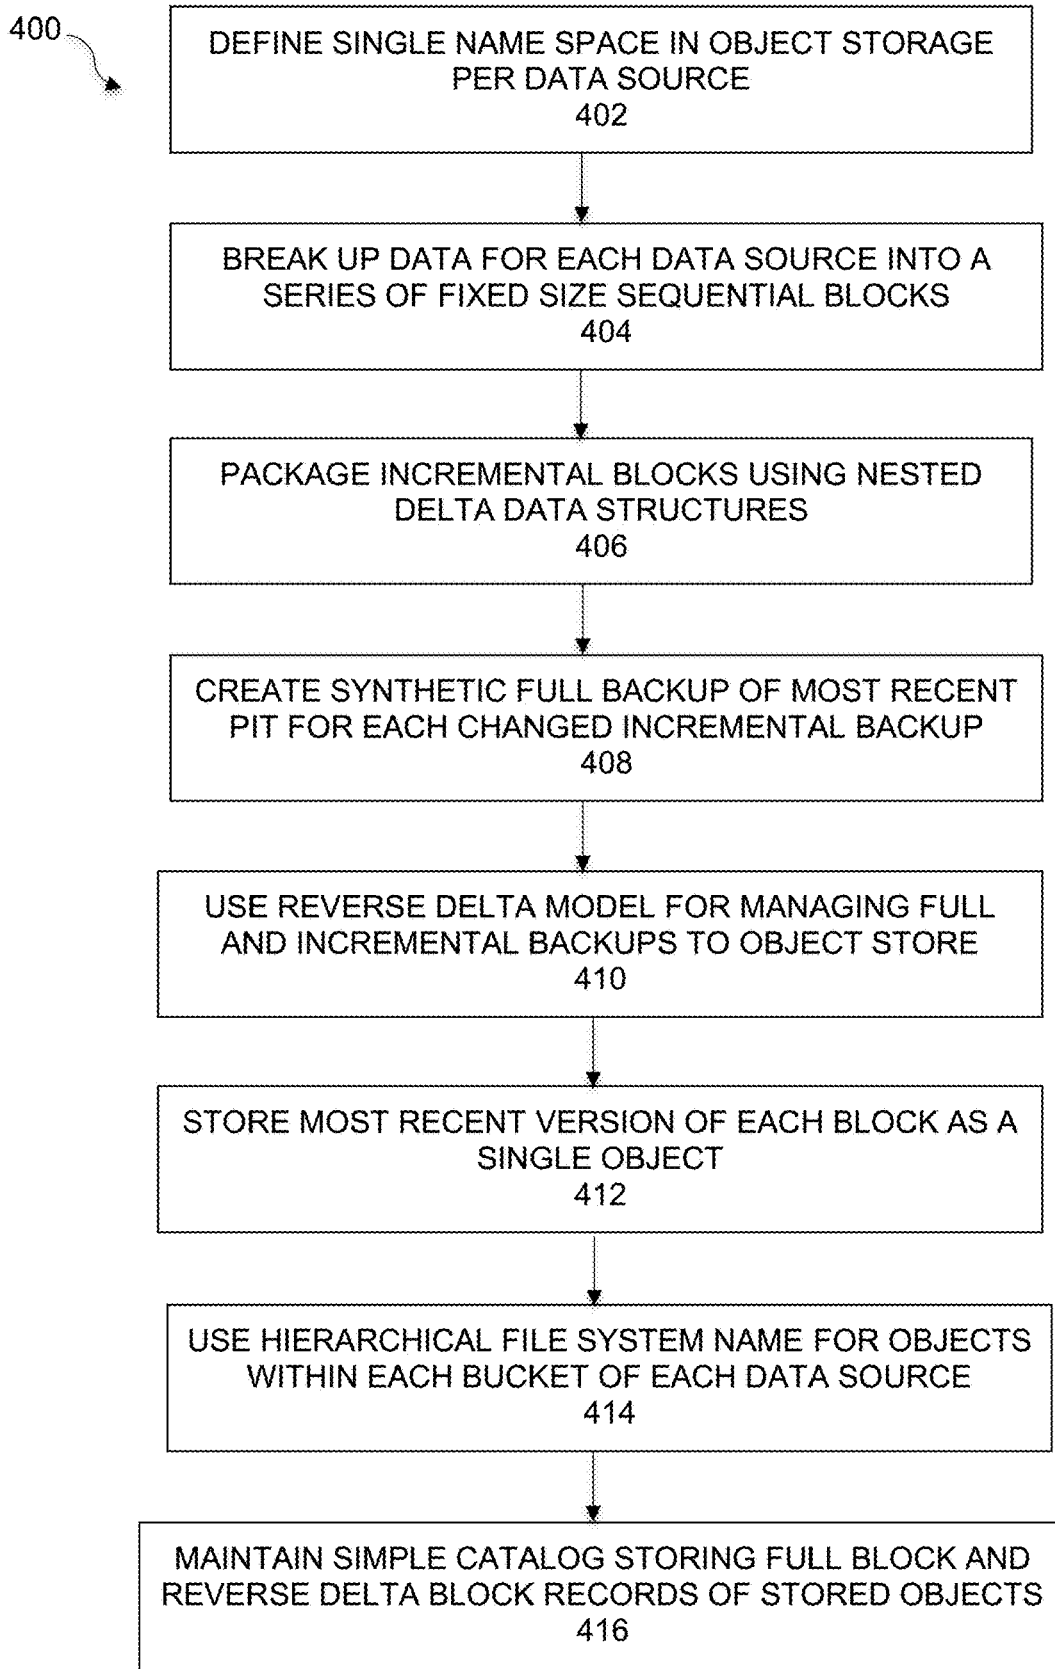 400
DEFINE SINGLE NAME SPACE IN OBJECT STORAGE
PER DATA SOURCE
402
BREAK UP DATA FOR EACH DATA SOURCE INTO A
SERIES OF FIXED SIZE SEQUENTIAL BLOCKS
404
PACKAGE INCREMENTAL BLOCKS USING NESTED
DELTA DATA STRUCTURES
406
CREATE SYNTHETIC FULL BACKUP OF MOST RECENT
PIT FOR EACH CHANGED INCREMENTAL BACKUP
408
USE REVERSE DELTA MODEL FOR MANAGING FULL
AND INCREMENTAL BACKUPS TO OBJECT STORE
410
STORE MOST RECENT VERSION OF EACH BLOCK AS A
SINGLE OBJECT
412
USE HIERARCHICAL FILE SYSTEM NAME FOR OBJECTS
WITHIN EACH BUCKET OF EACH DATA SOURCE
414
MAINTAIN SIMPLE CATALOG STORING FULL BLOCK AND
REVERSE DELTA BLOCK RECORDS OF STORED OBJECTS
416